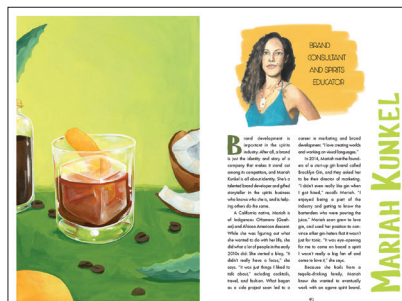 BRAND
CONSULTANT
AND SPIRITS
EDUCATOR
MARIAH KUNKEL
Brand development is
important in the spirits
industry. After all, a brand
is just the identity and story of a
company that makes it stand out
among its competitors, and Mariah
Kunkel is all about identity. She's a
talented brand developer and gifted
storyteller in the spirits business
who knows who she is, and is help-
ing others do the same.
A California native, Mariah is
of Indigenous Ottomano (
and African American descent.
While she was figuring out what
she wanted to do with her life, she
did what a lot of people in the early
2010s did: She started a blog. "It
didn't really have a focus," she
says, "it was just things I liked to
talk about," including cocktails,
travel, and fashion. What began
as a side project soon led to a
career in marketing and brand
development. "I love creating worlds
and working on visual languages."
In 2014, Mariah met the found-
ers of a start-up gin brand called
Brooklyn Gin, and they asked her
to be their director of marketing.
"I didn't even really like gin when
I got hired," recalls Mariah. "I
enjoyed being a part of the
industry and getting to know the
bartenders who were pouring the
juice." Mariah soon grew to love
gin, and used her position to con-
vince other gin haters that it wasn't
just for tonic. "It was eye-opening
for me to come on board a spirit
I wasn't really a big fan of and
come to love it," she says.
Because she hails from a
tequila-drinking family, Mariah
knew she wanted to eventually
work with an agave spirit brand.